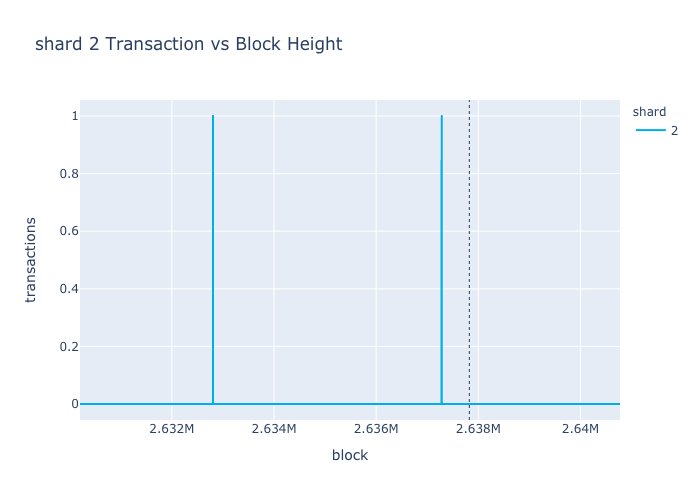 shard 2 Transaction vs Block Height
shard
2
1
0.8
0.6
0.4
0.2
0
transactions
2.632M
2.634M
2.636M
2.638M
2.64M
block